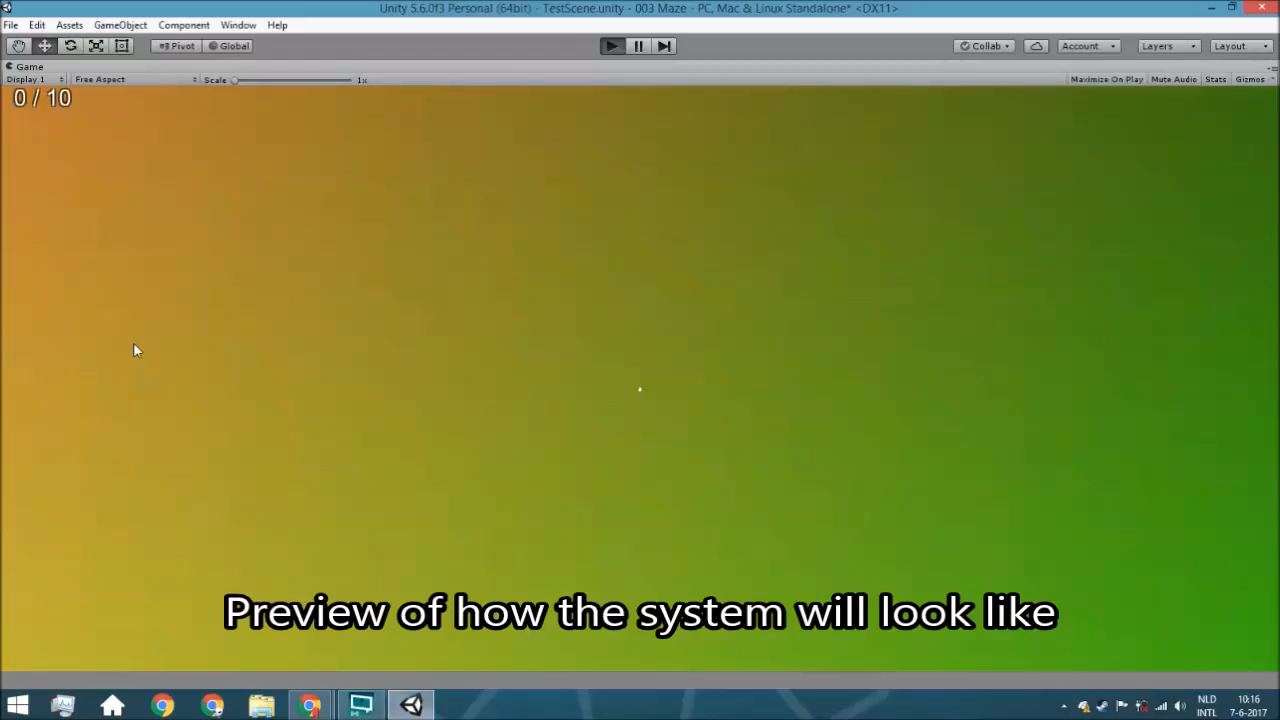 Unity 5.6.0f3 Personal (64bit) - TestScene.unity - 003 Maze - PC, Mac & Linux Standalone* <DX11>
File Edit Assets GameObject Component Window Help
Pivot Global Collab Account Layers Layout
Game
Display 1 Free Aspect Scale 1x Maximize On Play Mute Audio Stats Gizmos
0 / 10
Preview of how the system will look like
NLD 10:16
INTL 7-6-2017